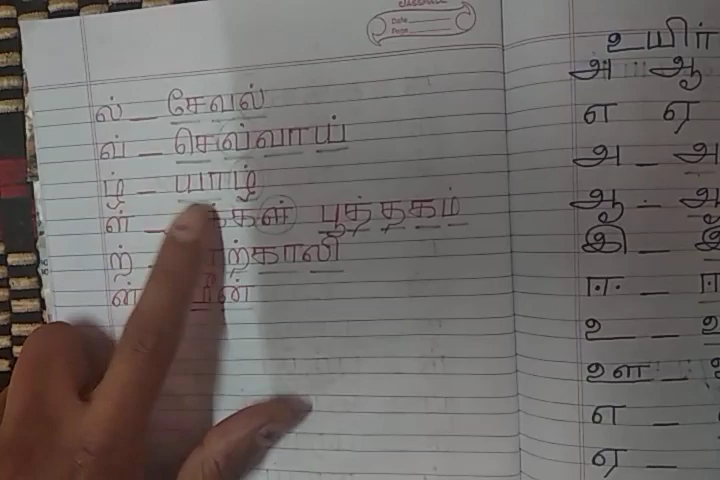 Date
Page
ல் _ சேவல்
வ் _ செவ்வாய்
ழ் _ யாழ்
ள் _ புத்தகம்
ற் _ காலி
ன்
உயிர்
அ ஆ
எ ஏ
அ _ அ
ஆ - ஆ
இ _ இ
ஈ _ ஈ
உ _ உ
ஊ _
எ _
ஏ _